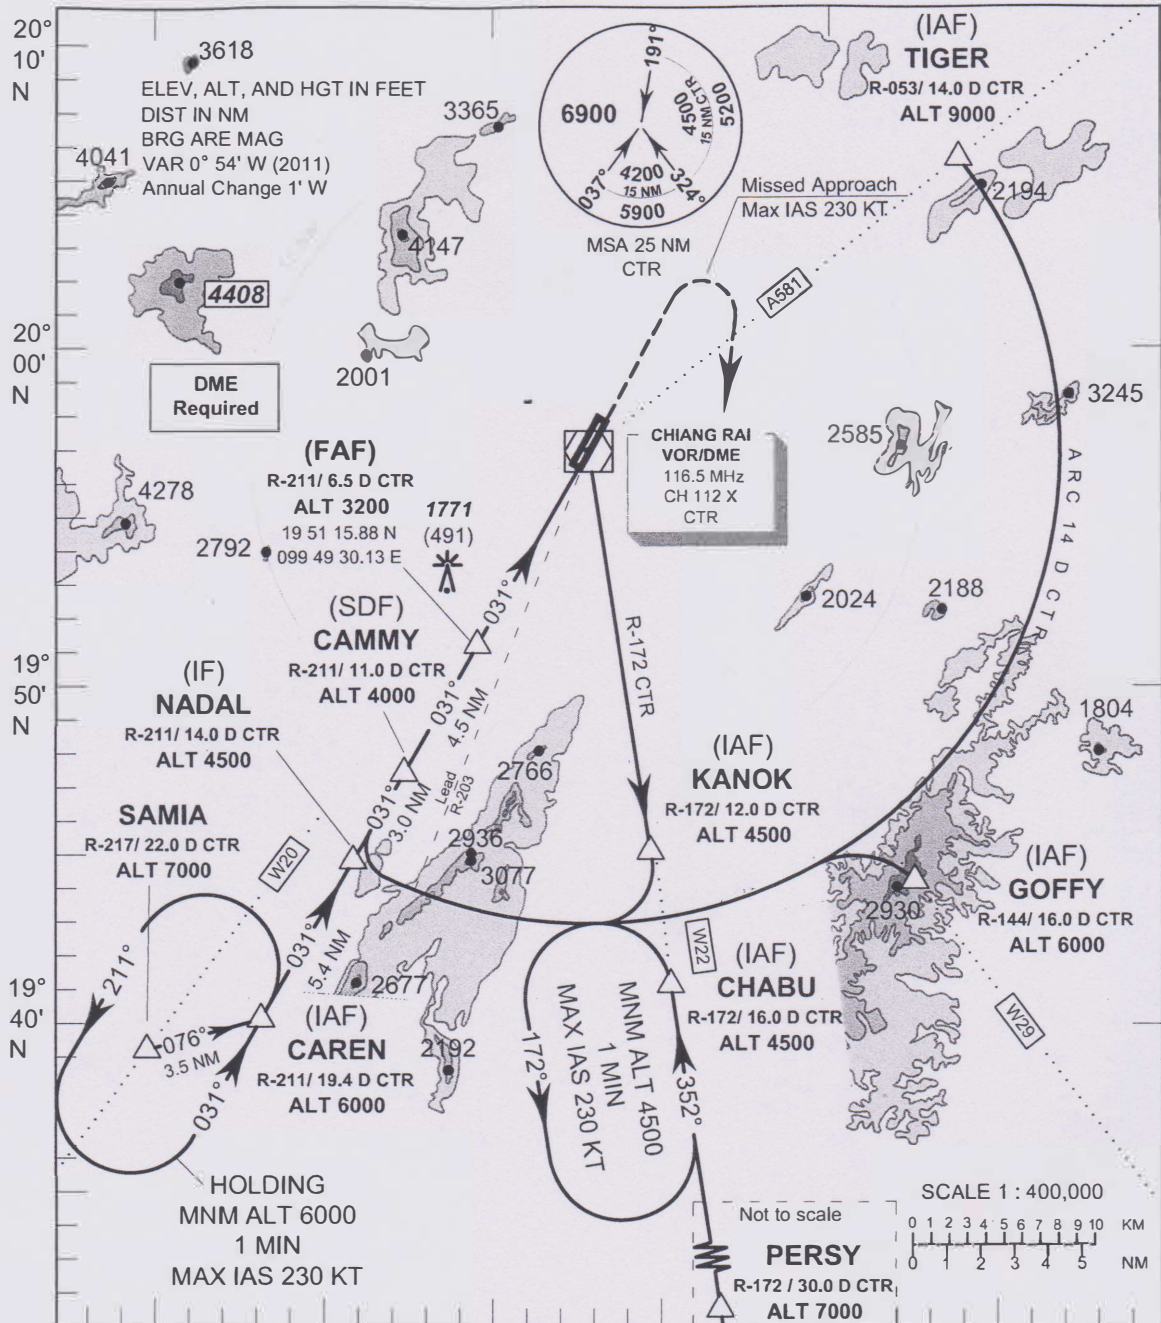 20°
10'
N
3618
ELEV, ALT, AND HGT IN FEET
DIST IN NM
BRG ARE MAG
VAR 0° 54' W (2011)
Annual Change 1' W
4041
3365
4147
4408
2001
DME
Required
6900
191°
4500
15 NM CTR
5200
037°
4200
15 NM
324°
5900
MSA 25 NM
CTR
Missed Approach
Max IAS 230 KT
(IAF)
TIGER
R-053/ 14.0 D CTR
ALT 9000
2194
A581
20°
00'
N
3245
2585
ARC 14 D CTR
CHIANG RAI
VOR/DME
116.5 MHz
CH 112 X
CTR
(FAF)
R-211/ 6.5 D CTR
ALT 3200
19 51 15.88 N
099 49 30.13 E
1771
(491)
4278
2792
2024
2188
031°
R-172 CTR
(SDF)
CAMMY
R-211/ 11.0 D CTR
ALT 4000
031°
4.5 NM
19°
50'
N
(IF)
NADAL
R-211/ 14.0 D CTR
ALT 4500
031°
3.0 NM
Lead
R-203
2766
2936
3077
1804
(IAF)
KANOK
R-172/ 12.0 D CTR
ALT 4500
SAMIA
R-217/ 22.0 D CTR
ALT 7000
W20
(IAF)
GOFFY
R-144/ 16.0 D CTR
ALT 6000
2930
W22
031°
5.4 NM
2677
211°
(IAF)
CHABU
R-172/ 16.0 D CTR
ALT 4500
19°
40'
N
076°
3.5 NM
(IAF)
CAREN
R-211/ 19.4 D CTR
ALT 6000
2192
W29
031°
172°
MNM ALT 4500
1 MIN
MAX IAS 230 KT
352°
HOLDING
MNM ALT 6000
1 MIN
MAX IAS 230 KT
Not to scale
PERSY
R-172 / 30.0 D CTR
ALT 7000
SCALE 1 : 400,000
0 1 2 3 4 5 6 7 8 9 10 KM
0 1 2 3 4 5 NM